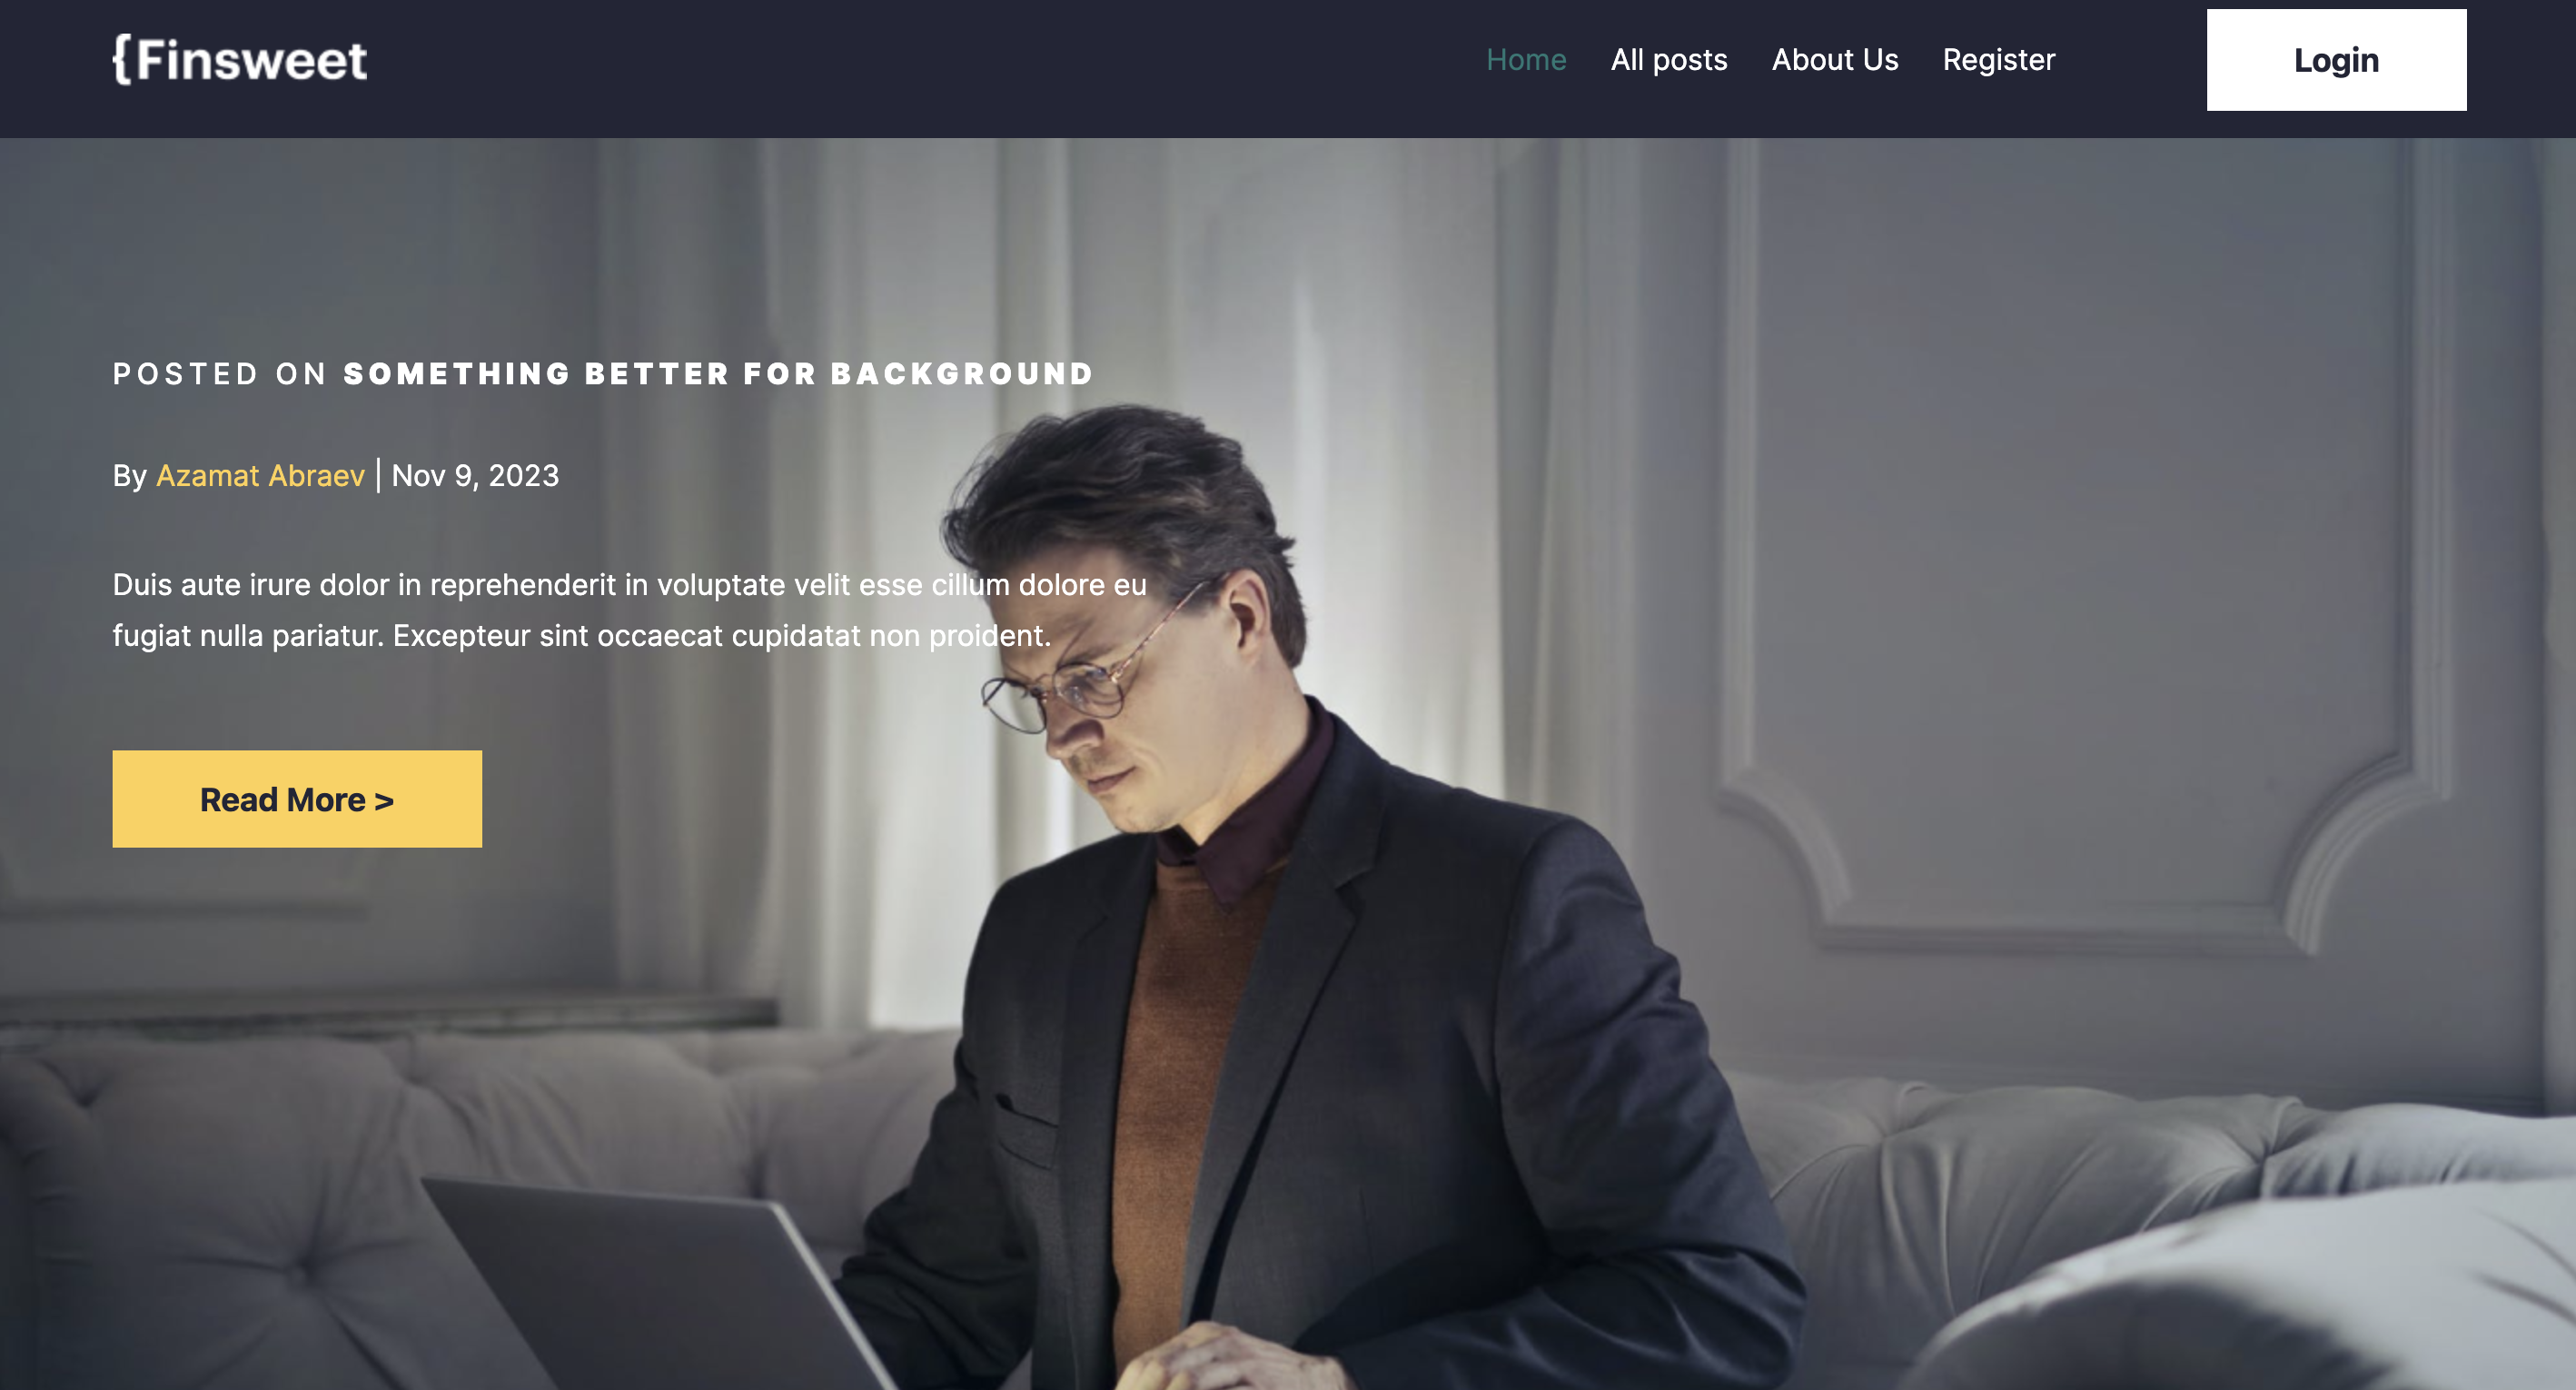 {Finsweet
Home All posts About Us Register Login
POSTED ON SOMETHING BETTER FOR BACKGROUND
By Azamat Abraev | Nov 9, 2023
Duis aute irure dolor in reprehenderit in voluptate velit esse cillum dolore eu
fugiat nulla pariatur. Excepteur sint occaecat cupidatat non proident.
Read More >